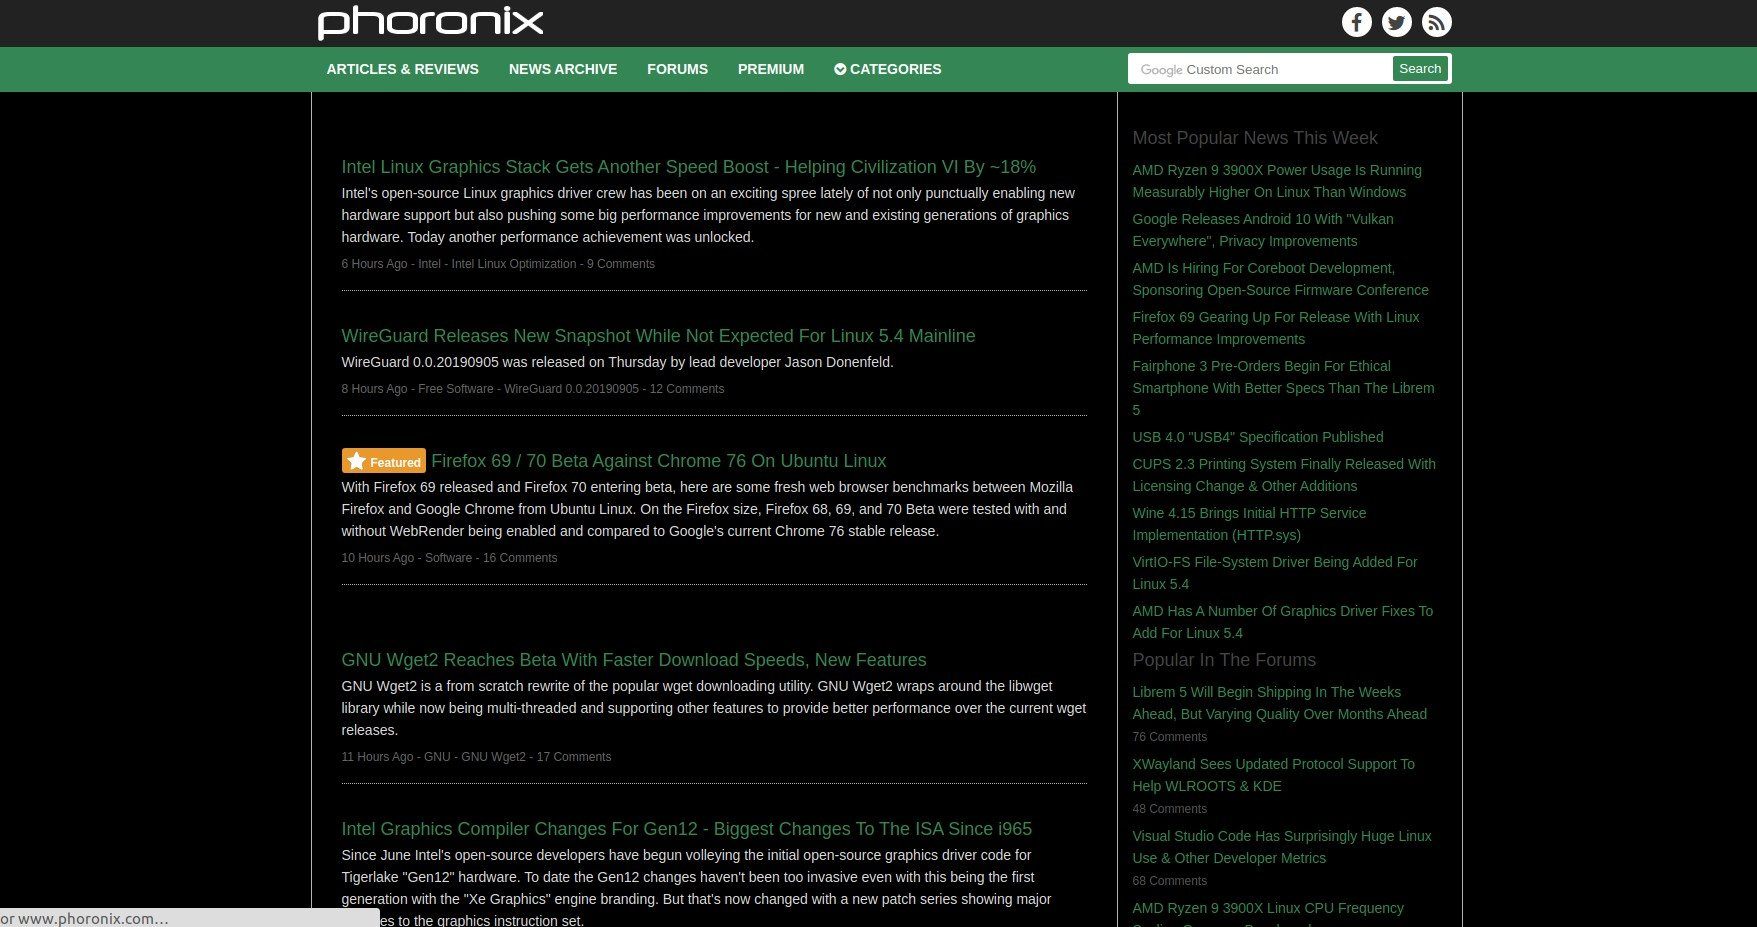 phoronix
ARTICLES & REVIEWS NEWS ARCHIVE FORUMS PREMIUM CATEGORIES Google Custom Search Search
Intel Linux Graphics Stack Gets Another Speed Boost - Helping Civilization VI By ~18%
Intel's open-source Linux graphics driver crew has been on an exciting spree lately of not only punctually enabling new
hardware support but also pushing some big performance improvements for new and existing generations of graphics
hardware. Today another performance achievement was unlocked.
6 Hours Ago - Intel - Intel Linux Optimization - 9 Comments
WireGuard Releases New Snapshot While Not Expected For Linux 5.4 Mainline
WireGuard 0.0.20190905 was released on Thursday by lead developer Jason Donenfeld.
8 Hours Ago - Free Software - WireGuard 0.0.20190905 - 12 Comments
Featured Firefox 69 / 70 Beta Against Chrome 76 On Ubuntu Linux
With Firefox 69 released and Firefox 70 entering beta, here are some fresh web browser benchmarks between Mozilla
Firefox and Google Chrome from Ubuntu Linux. On the Firefox size, Firefox 68, 69, and 70 Beta were tested with and
without WebRender being enabled and compared to Google's current Chrome 76 stable release.
10 Hours Ago - Software - 16 Comments
GNU Wget2 Reaches Beta With Faster Download Speeds, New Features
GNU Wget2 is a from scratch rewrite of the popular wget downloading utility. GNU Wget2 wraps around the libwget
library while now being multi-threaded and supporting other features to provide better performance over the current wget
releases.
11 Hours Ago - GNU - GNU Wget2 - 17 Comments
Intel Graphics Compiler Changes For Gen12 - Biggest Changes To The ISA Since i965
Since June Intel's open-source developers have begun volleying the initial open-source graphics driver code for
Tigerlake "Gen12" hardware. To date the Gen12 changes haven't been too invasive even with this being the first
generation with the "Xe Graphics" engine branding. But that's now changed with a new patch series showing major
es to the graphics instruction set.
or www.phoronix.com...
Most Popular News This Week
AMD Ryzen 9 3900X Power Usage Is Running
Measurably Higher On Linux Than Windows
Google Releases Android 10 With "Vulkan
Everywhere", Privacy Improvements
AMD Is Hiring For Coreboot Development,
Sponsoring Open-Source Firmware Conference
Firefox 69 Gearing Up For Release With Linux
Performance Improvements
Fairphone 3 Pre-Orders Begin For Ethical
Smartphone With Better Specs Than The Librem
5
USB 4.0 "USB4" Specification Published
CUPS 2.3 Printing System Finally Released With
Licensing Change & Other Additions
Wine 4.15 Brings Initial HTTP Service
Implementation (HTTP.sys)
VirtIO-FS File-System Driver Being Added For
Linux 5.4
AMD Has A Number Of Graphics Driver Fixes To
Add For Linux 5.4
Popular In The Forums
Librem 5 Will Begin Shipping In The Weeks
Ahead, But Varying Quality Over Months Ahead
76 Comments
XWayland Sees Updated Protocol Support To
Help WLROOTS & KDE
48 Comments
Visual Studio Code Has Surprisingly Huge Linux
Use & Other Developer Metrics
68 Comments
AMD Ryzen 9 3900X Linux CPU Frequency